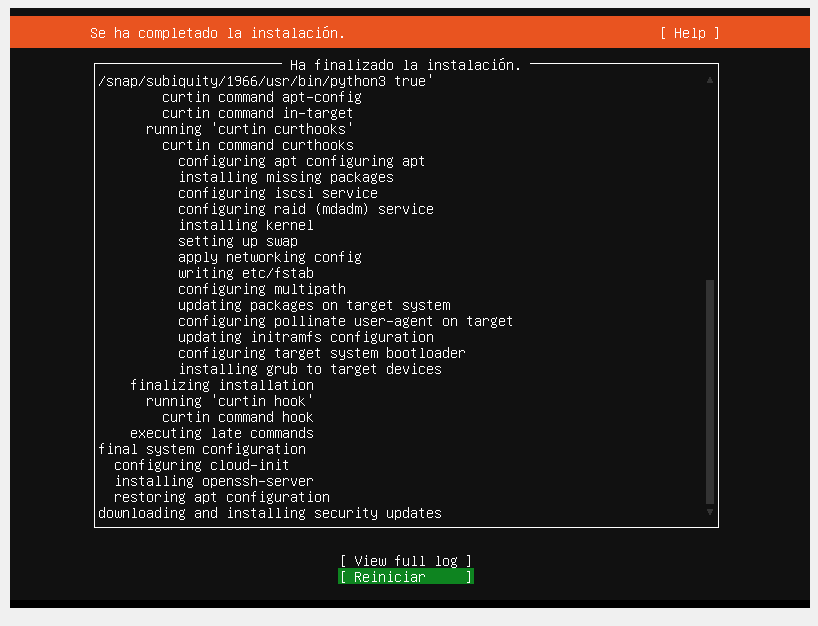 Se ha completado la instalación. [ Help ]
Ha finalizado la instalación.
/snap/subiquity/1966/usr/bin/python3 true'
curtin command apt-config
curtin command in-target
running 'curtin curthooks'
curtin command curthooks
configuring apt configuring apt
installing missing packages
configuring iscsi service
configuring raid (mdadm) service
installing kernel
setting up swap
apply networking config
writing etc/fstab
configuring multipath
updating packages on target system
configuring pollinate user-agent on target
updating initramfs configuration
configuring target system bootloader
installing grub to target devices
finalizing installation
running 'curtin hook'
curtin command hook
executing late commands
final system configuration
configuring cloud-init
installing openssh-server
restoring apt configuration
downloading and installing security updates
[ View full log ]
[ Reiniciar ]